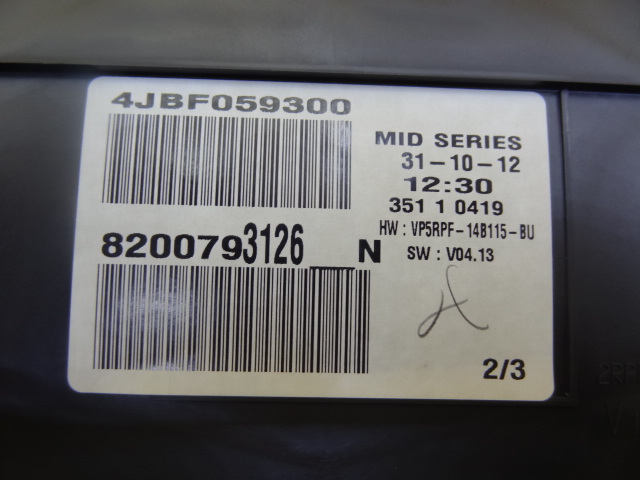 4JBF059300
MID SERIES
31-10-12
12:30
351 1 0419
HW : VP5RPF-14B115-BU
SW : V04.13
8200793126__N
2/3